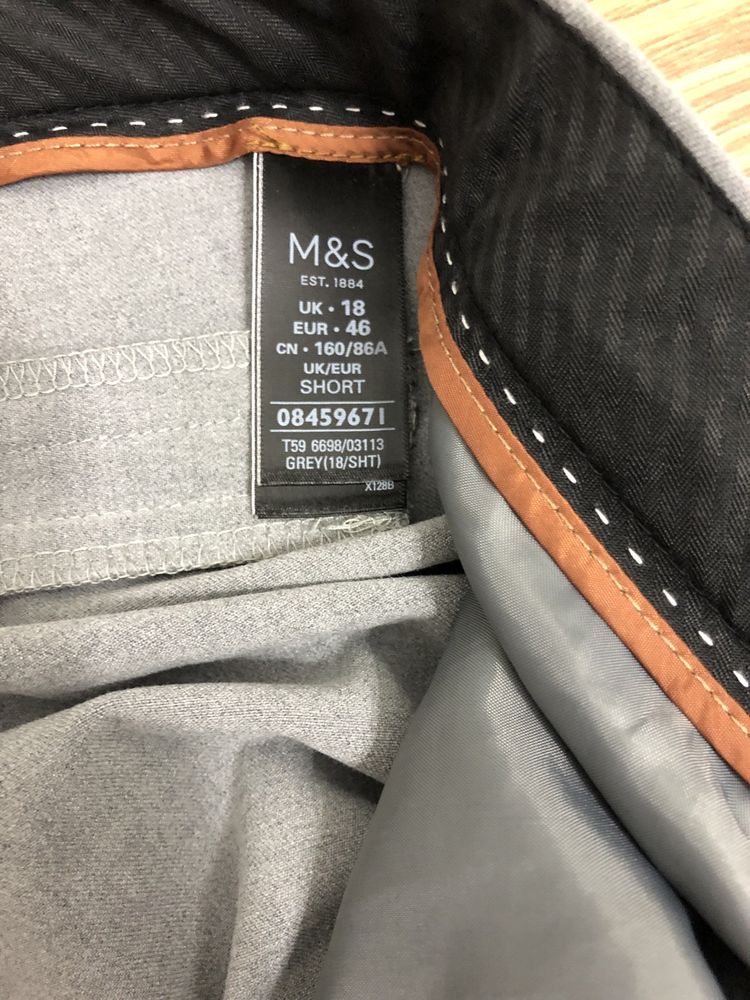 M&S
EST. 1884
UK • 18
EUR • 46
CN • 160/86A
UK/EUR
SHORT
08459671
T59 6698/03113
GREY(18/SHT)
X128B